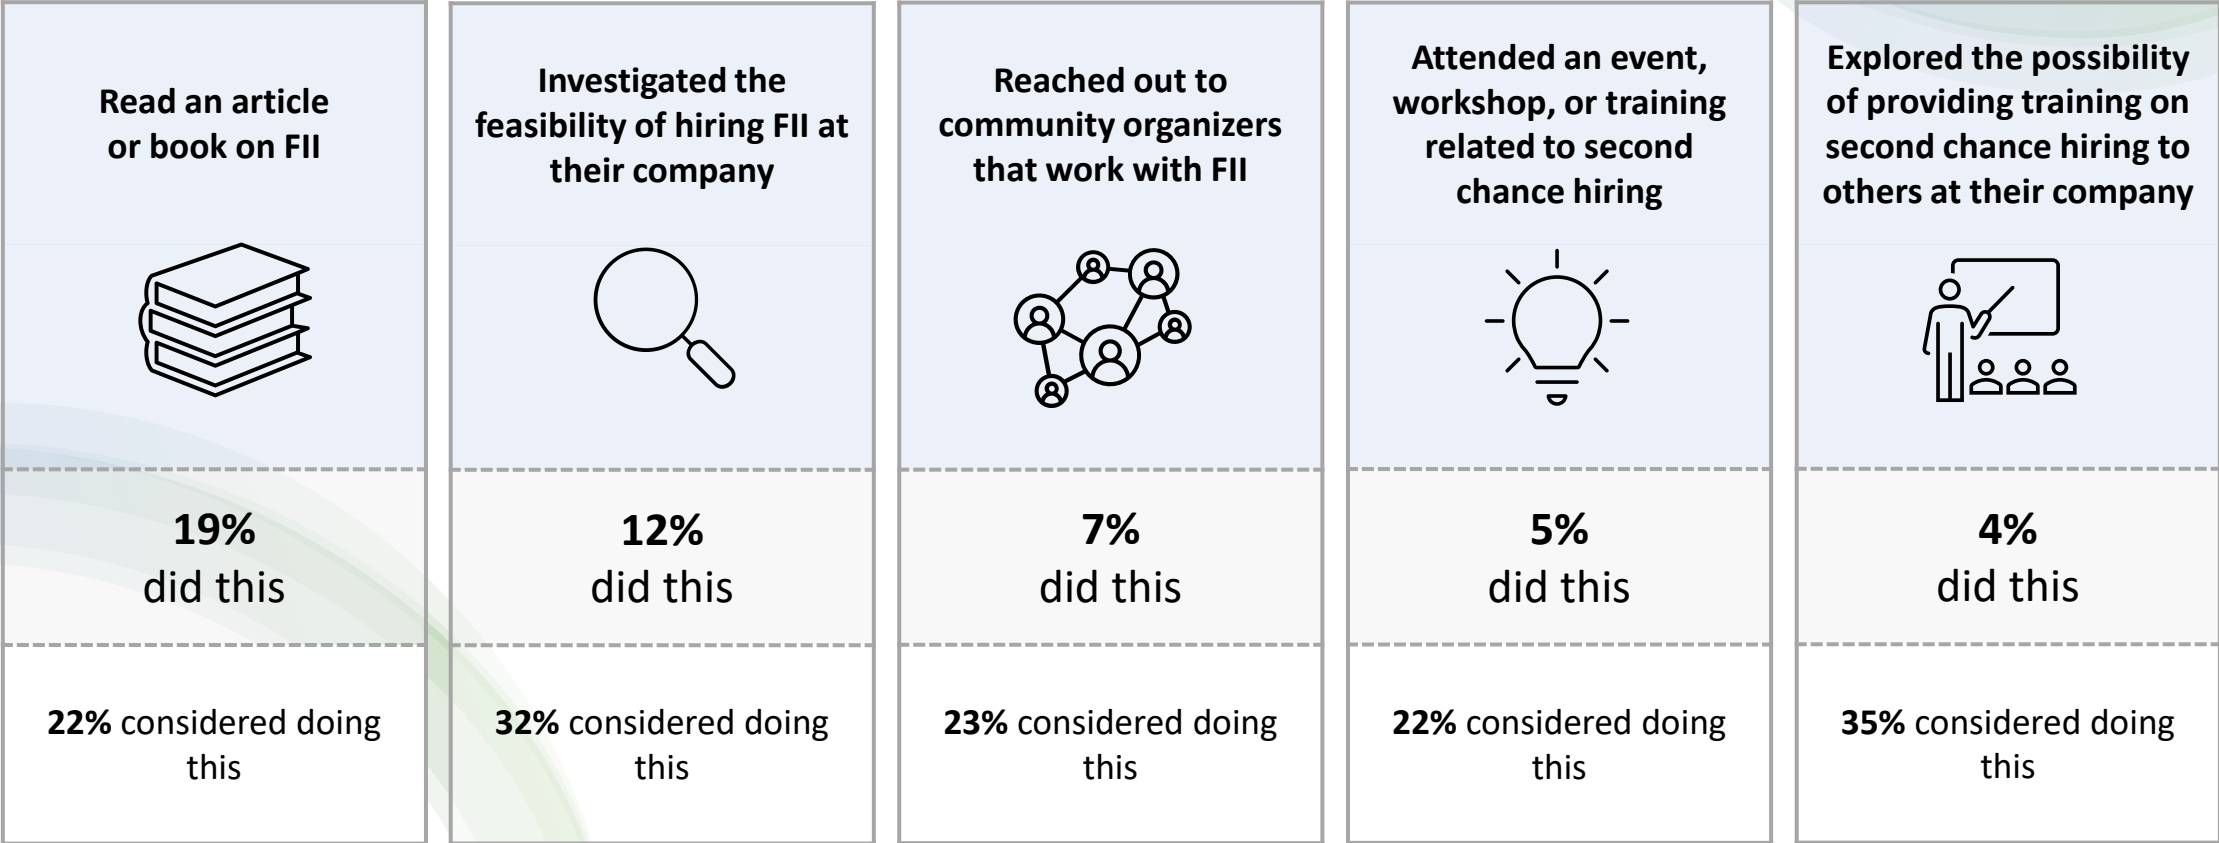 Read an article
or book on FII
19%
did this
22% considered doing
this
Investigated the
feasibility of hiring FII at
their company
12%
did this
32% considered doing
this
Reached out to
community organizers
that work with FII
7%
did this
23% considered doing
this
Attended an event,
workshop, or training
related to second
chance hiring
5%
did this
22% considered doing
this
Explored the possibility
of providing training on
second chance hiring to
others at their company
4%
did this
35% considered doing
this